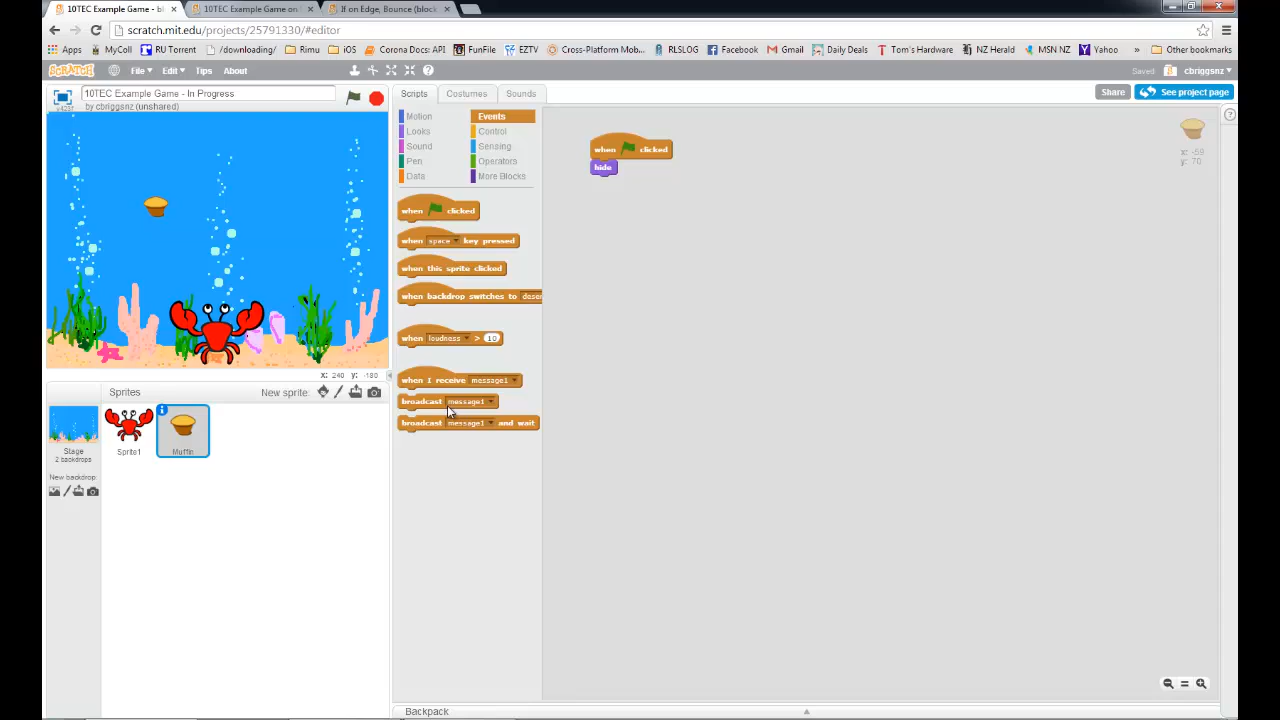 10TEC Example Game - bl
10TEC Example Game on
If on Edge, Bounce (block
scratch.mit.edu/projects/25791330/#editor
Apps
MyColl
RU Torrent
/downloading/
Rimu
iOS
Corona Docs: API
FunFile
EZTV
Cross-Platform Mob...
RLSLOG
Facebook
Gmail
Daily Deals
Tom's Hardware
NZ Herald
MSN NZ
Yahoo
»
Other bookmarks
SCRATCH
File
Edit
Tips
About
Saved
cbriggsnz
10TEC Example Game - In Progress
by cbriggsnz (unshared)
Scripts
Costumes
Sounds
Share
See project page
Motion
Events
Looks
Control
Sound
Sensing
Pen
Operators
Data
More Blocks
when clicked
when space key pressed
when this sprite clicked
when backdrop switches to
when loudness > 10
when I receive message1
broadcast message1
broadcast message1 and wait
when clicked
hide
x: -59
y: 70
x: 240 y: -180
Sprites
New sprite:
Stage
2 backdrops
New backdrop:
Sprite1
Muffin
Backpack